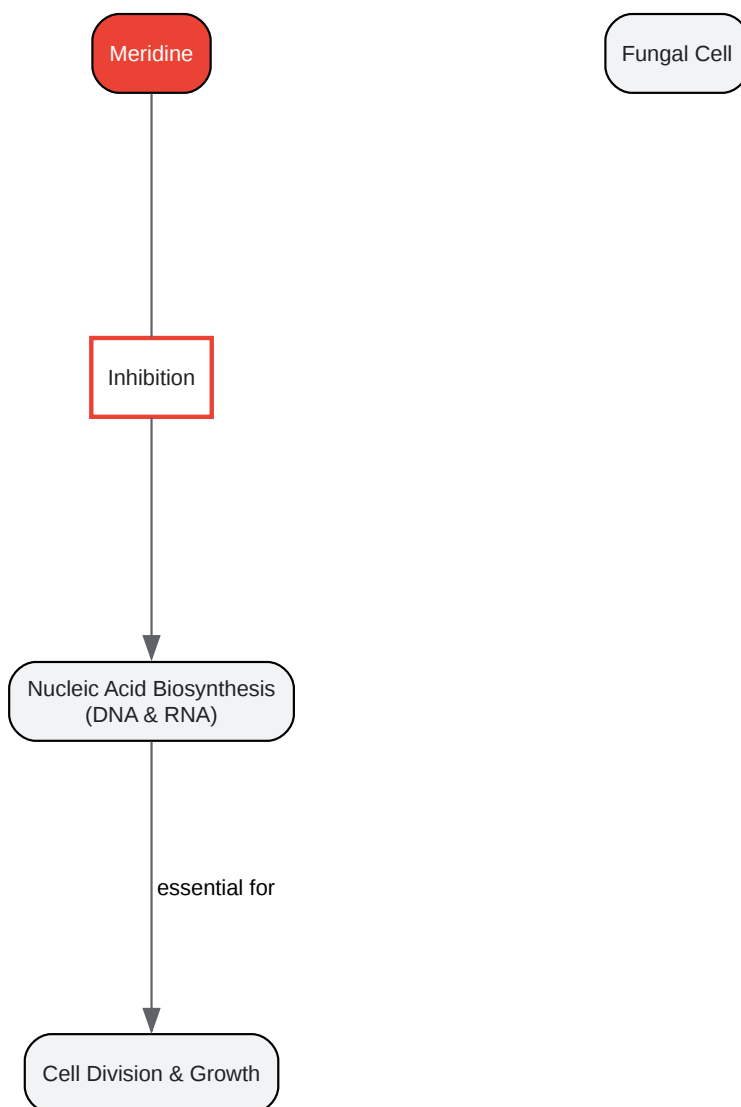 Meridine
Fungal Cell
Inhibition
Nucleic Acid Biosynthesis
(DNA & RNA)
essential for
Cell Division & Growth